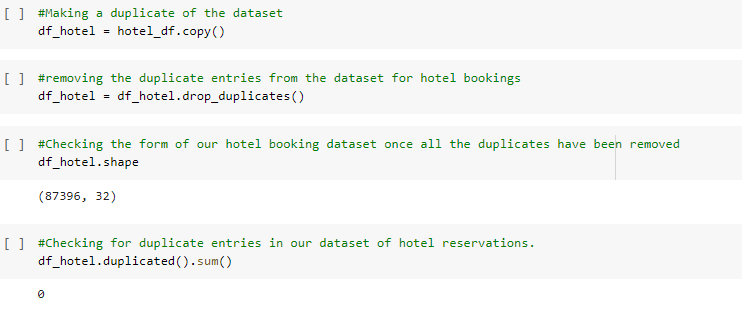 [ ] #Making a duplicate of the dataset
df_hotel = hotel_df.copy()
[ ] #removing the duplicate entries from the dataset for hotel bookings
df_hotel = df_hotel.drop_duplicates()
[ ] #Checking the form of our hotel booking dataset once all the duplicates have been removed
df_hotel.shape
(87396, 32)
[ ] #Checking for duplicate entries in our dataset of hotel reservations.
df_hotel.duplicated().sum()
0